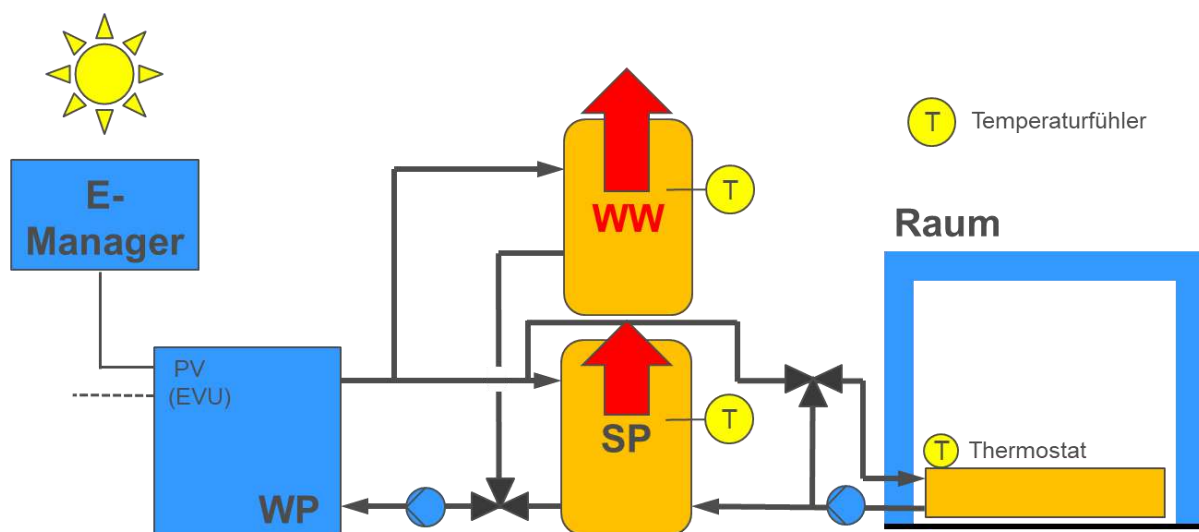 E-
Manager
PV
(EVU)
WP
WW
T
SP
T
T
Temperaturfühler
Raum
T
Thermostat